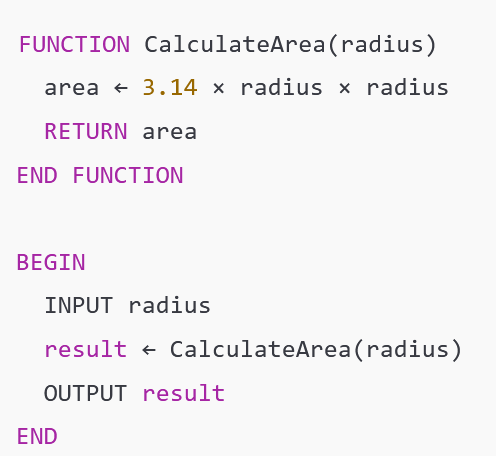 FUNCTION CalculateArea(radius)
area ← 3.14 × radius × radius
RETURN area
END FUNCTION
BEGIN
INPUT radius
result ← CalculateArea(radius)
OUTPUT result
END